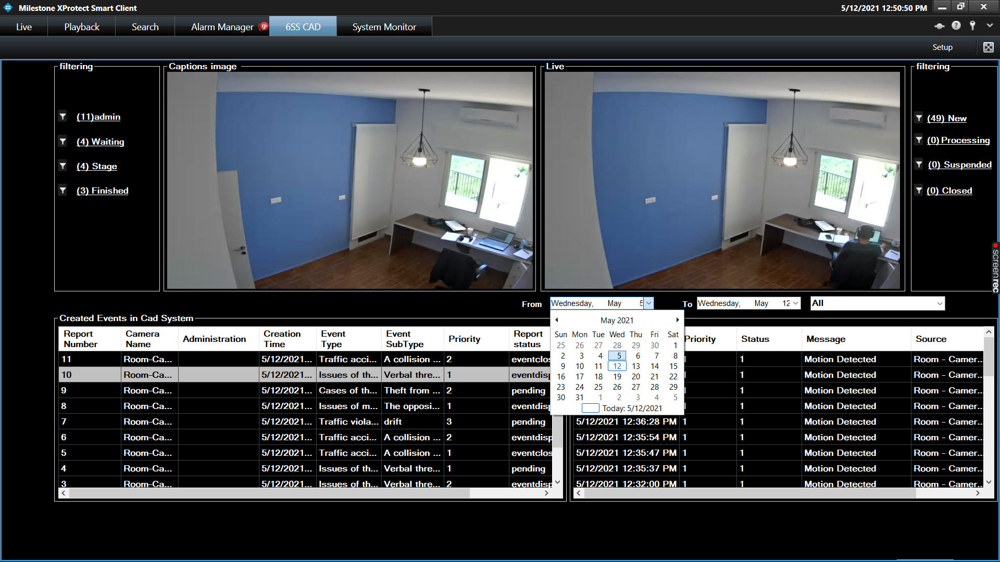 Milestone XProtect Smart Client
5/12/2021 12:50:50 PM
Live
Playback
Search
Alarm Manager
9+
6SS CAD
System Monitor
Setup
filtering
(11)admin
(4) Waiting
(4) Stage
(3) Finished
Captions image
Live
filtering
(49) New
(0) Processing
(0) Suspended
(0) Closed
screenrec
From
Wednesday, May 5
To
Wednesday, May 12
All
May 2021
Sun Mon Tue Wed Thu Fri Sat
25 26 27 28 29 30 1
2 3 4 5 6 7 8
9 10 11 12 13 14 15
16 17 18 19 20 21 22
23 24 25 26 27 28 29
30 31 1 2 3 4 5
Today: 5/12/2021
Created Events in Cad System
Report Number Camera Name Administration Creation Time Event Type Event SubType Priority Report status
11 Room-Ca... 5/12/2021... Traffic acci... A collision ... 2 eventclos
10 Room-Ca... 5/12/2021... Issues of th... Verbal thre... 1 eventdisp
9 Room-Ca... 5/12/2021... Cases of th... Theft from ... 2 pending
8 Room-Ca... 5/12/2021... Issues of m... The opposi... 1 eventdisp
7 Room-Ca... 5/12/2021... Traffic viola... drift 3 pending
6 Room-Ca... 5/12/2021... Traffic acci... A collision ... 2 eventdisp
5 Room-Ca... 5/12/2021... Traffic acci... A collision ... 1 eventclos
4 Room-Ca... 5/12/2021... Issues of th... Verbal thre... 1 pending
3 Room-Ca... 5/12/2021... Issues of th... Verbal thre... 2 eventdisp
Priority Status Message Source
1 Motion Detected Room - Camer...
1 Motion Detected Room - Camer...
1 Motion Detected Room - Camer...
1 Motion Detected Room - Camer...
5/12/2021 12:36:28 PM 1 1 Motion Detected Room - Camer...
5/12/2021 12:35:54 PM 1 1 Motion Detected Room - Camer...
5/12/2021 12:35:47 PM 1 1 Motion Detected Room - Camer...
5/12/2021 12:35:37 PM 1 1 Motion Detected Room - Camer...
5/12/2021 12:32:00 PM 1 1 Motion Detected Room - Camer...